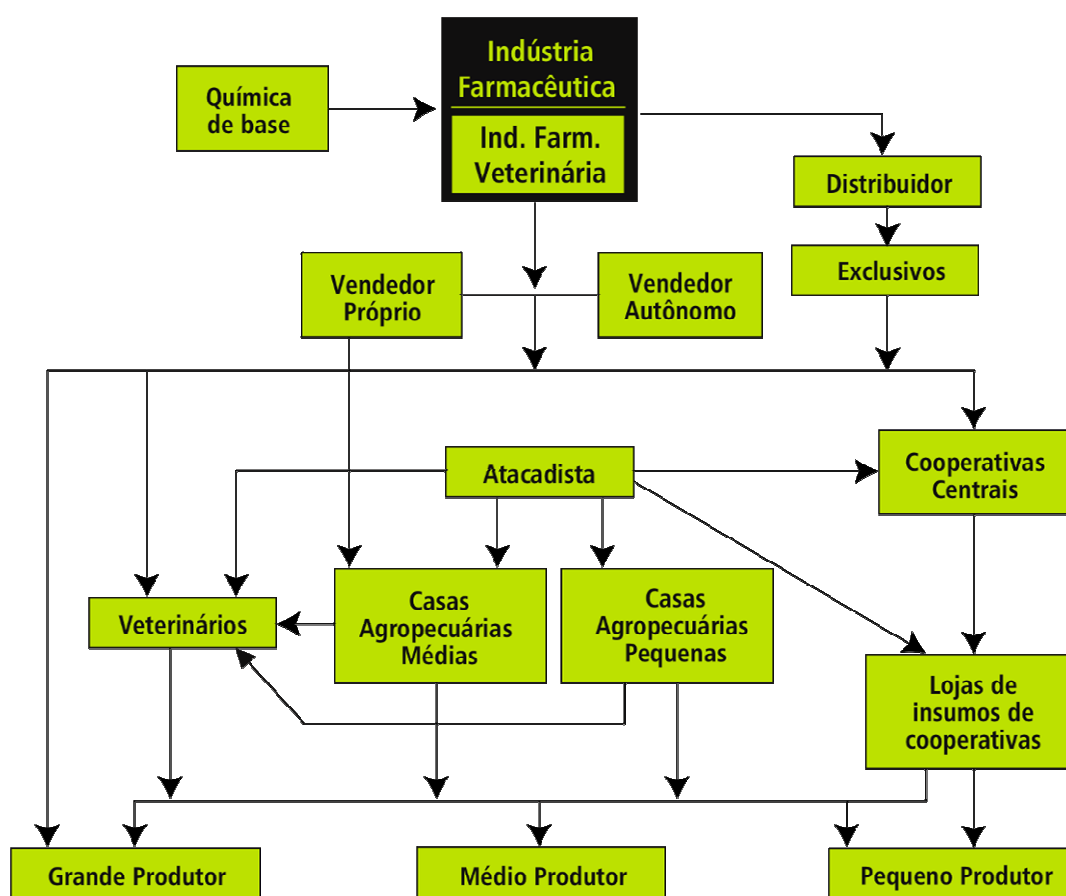 Indústria
Farmacêutica
Química
de base
Ind. Farm.
Veterinária
Distribuidor
Exclusivos
Vendedor
Próprio
Vendedor
Autônomo
Atacadista
Cooperativas
Centrais
Veterinários
Casas
Agropecuárias
Médias
Casas
Agropecuárias
Pequenas
Lojas de
insumos de
cooperativas
Grande Produtor
Médio Produtor
Pequeno Produtor